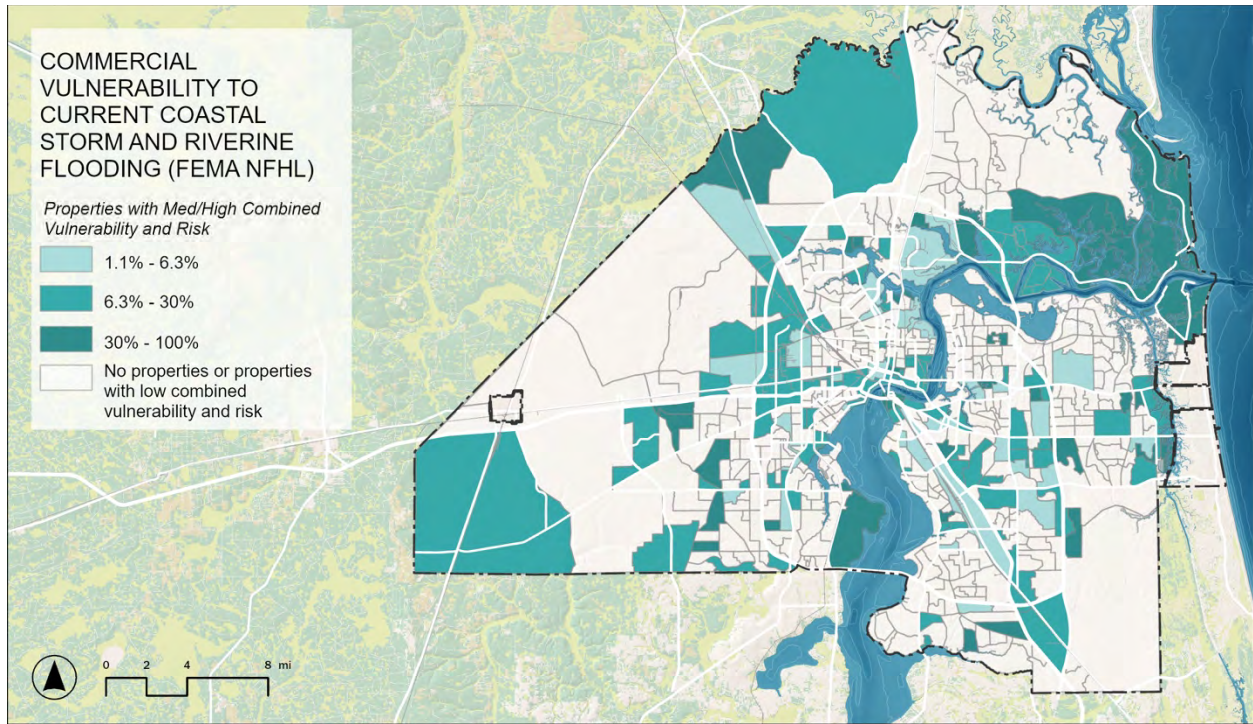 COMMERCIAL
VULNERABILITY TO
CURRENT COASTAL
STORM AND RIVERINE
FLOODING (FEMA NFHL)
Properties with Med/High Combined
Vulnerability and Risk
1.1% - 6.3%
6.3% - 30%
30% - 100%
No properties or properties
with low combined
vulnerability and risk
0 2 4 8 mi